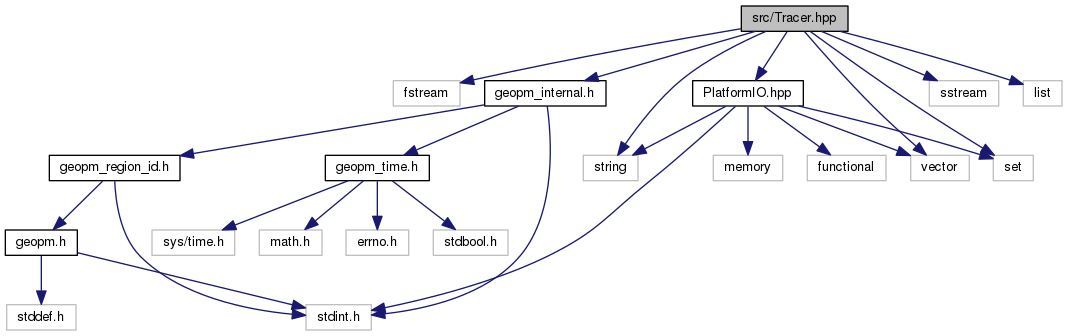 src/Tracer.hpp
fstream
geopm_internal.h
PlatformIO.hpp
sstream
list
geopm_region_id.h
geopm_time.h
string
memory
functional
vector
set
geopm.h
sys/time.h
math.h
errno.h
stdbool.h
stddef.h
stdint.h